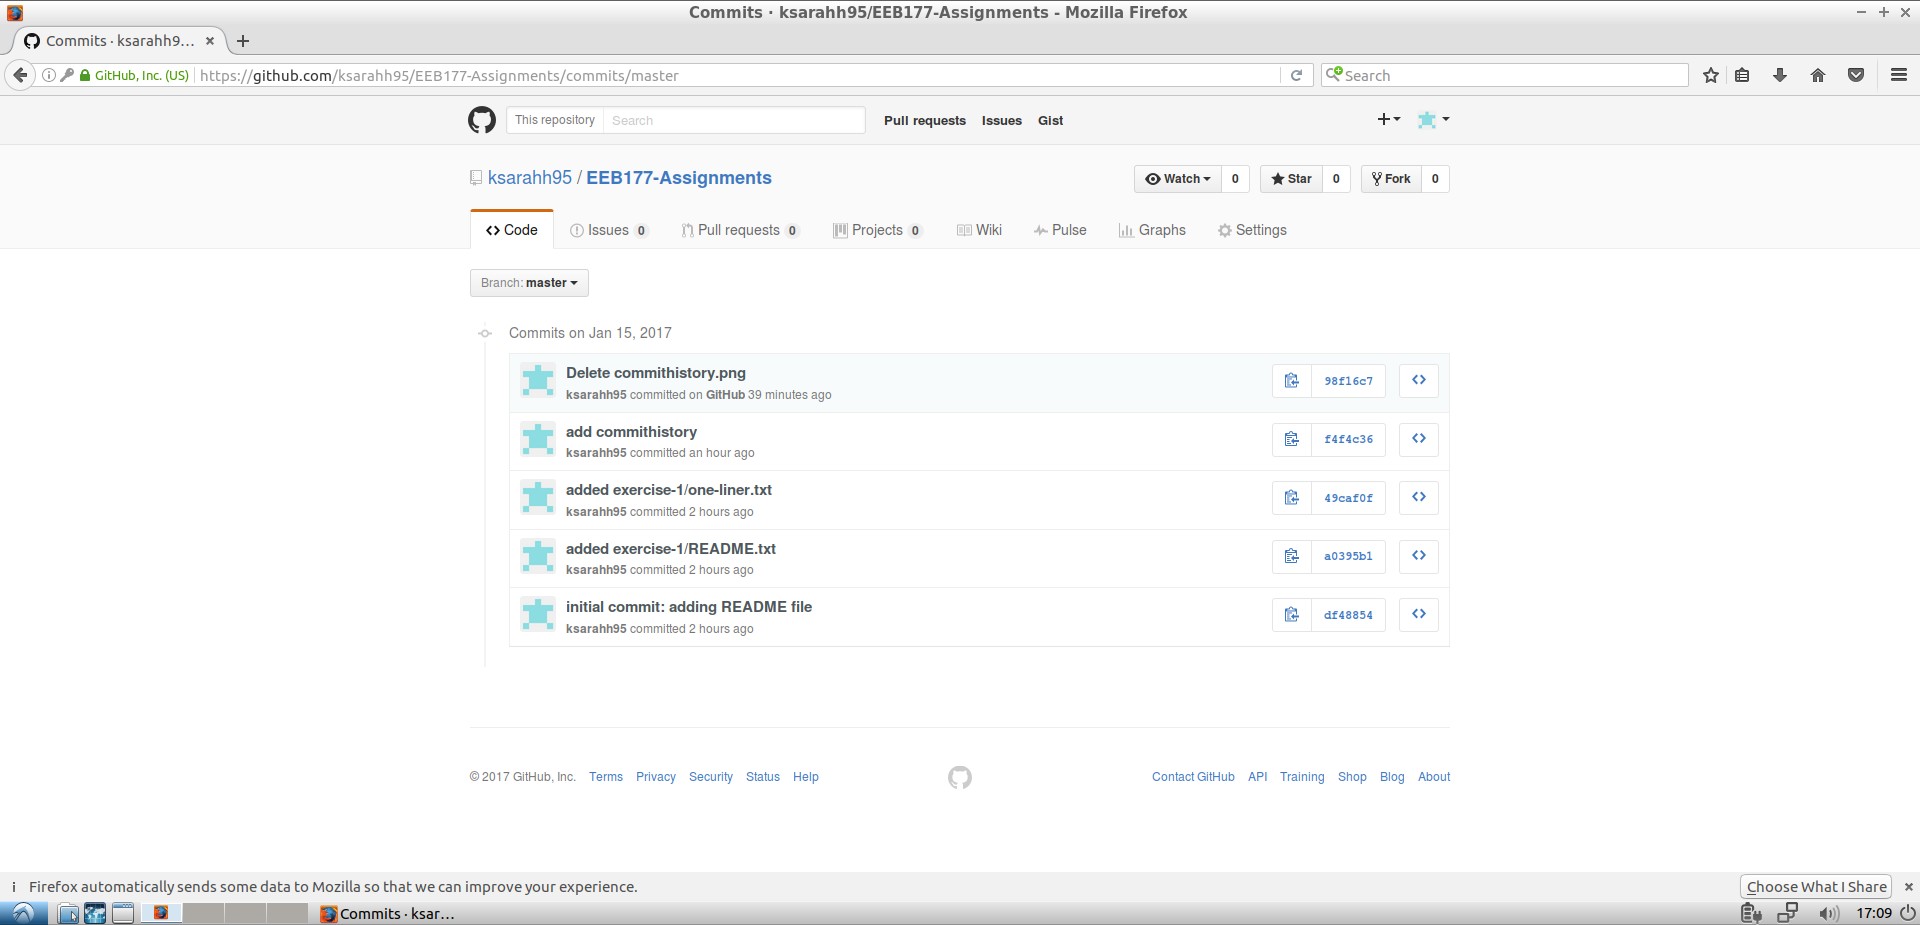 Commits · ksarahh95/EEB177-Assignments - Mozilla Firefox
Commits · ksarahh9...
GitHub, Inc. (US) https://github.com/ksarahh95/EEB177-Assignments/commits/master Search
This repository Search Pull requests Issues Gist
ksarahh95 / EEB177-Assignments Watch 0 Star 0 Fork 0
Code Issues 0 Pull requests 0 Projects 0 Wiki Pulse Graphs Settings
Branch: master
Commits on Jan 15, 2017
Delete commithistory.png
ksarahh95 committed on GitHub 39 minutes ago
98f16c7
add commithistory
ksarahh95 committed an hour ago
f4f4c36
added exercise-1/one-liner.txt
ksarahh95 committed 2 hours ago
49caf0f
added exercise-1/README.txt
ksarahh95 committed 2 hours ago
a0395b1
initial commit: adding README file
ksarahh95 committed 2 hours ago
df48854
© 2017 GitHub, Inc. Terms Privacy Security Status Help Contact GitHub API Training Shop Blog About
Firefox automatically sends some data to Mozilla so that we can improve your experience. Choose What I Share
Commits · ksar... 17:09